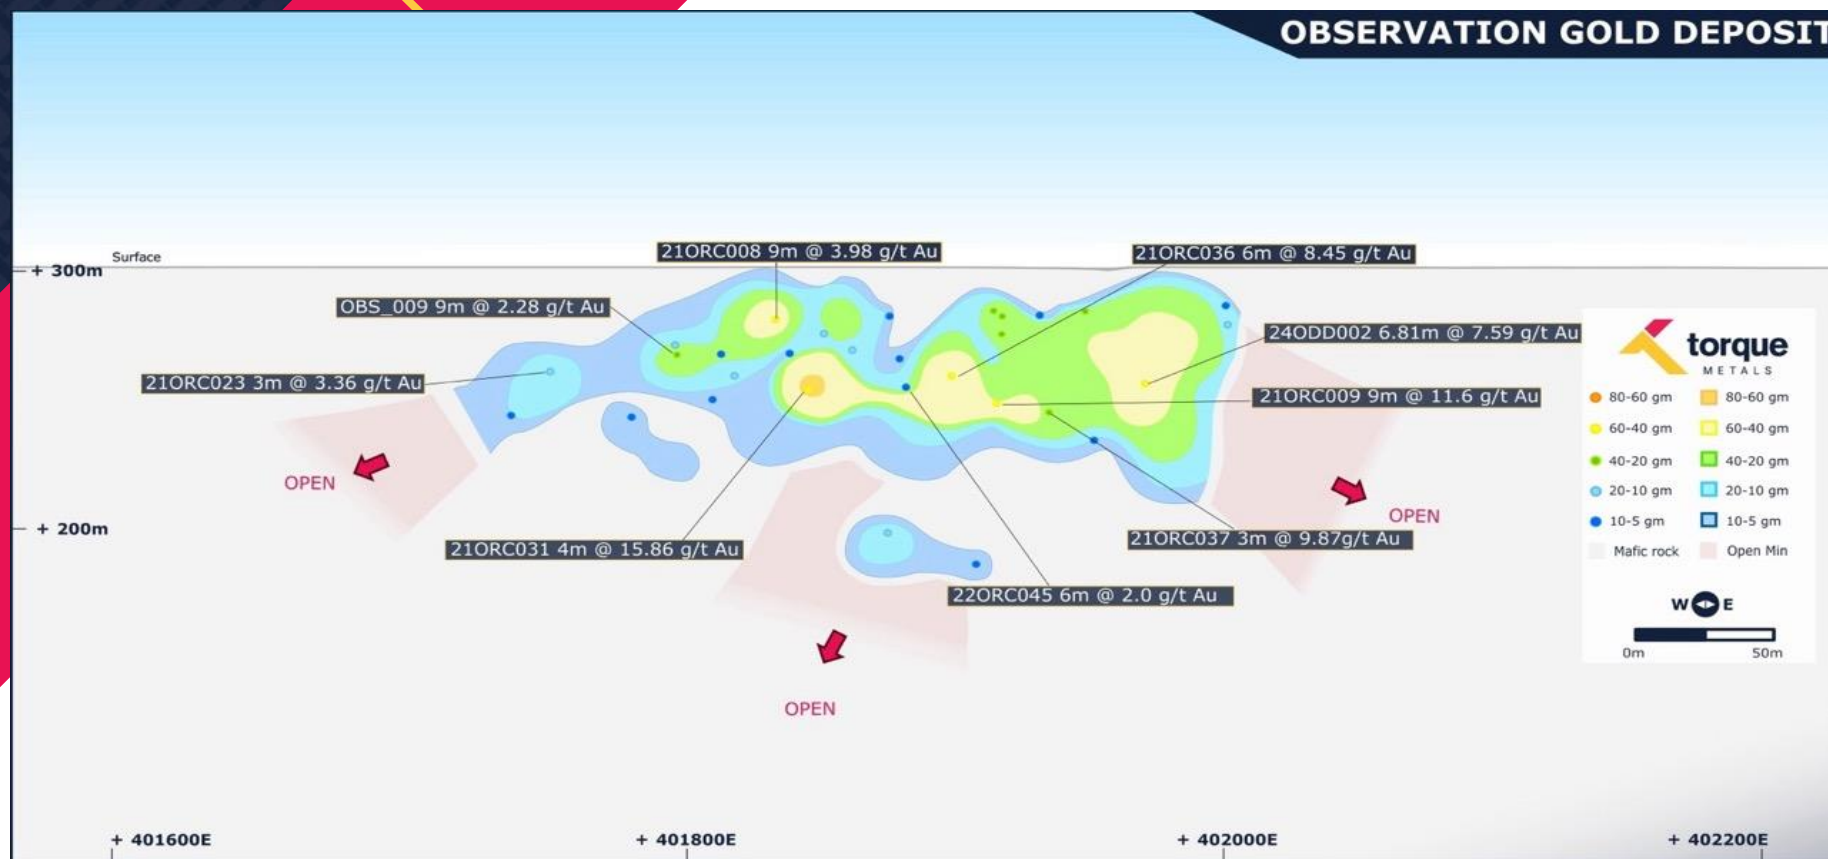 OBSERVATION GOLD DEPOSIT
Surface
+ 300m
21ORC008 9m @ 3.98 g/t Au
21ORC036 6m @ 8.45 g/t Au
OBS_009 9m @ 2.28 g/t Au
24ODD002 6.81m @ 7.59 g/t Au
21ORC023 3m @ 3.36 g/t Au
21ORC009 9m @ 11.6 g/t Au
OPEN
OPEN
+ 200m
21ORC031 4m @ 15.86 g/t Au
21ORC037 3m @ 9.87g/t Au
22ORC045 6m @ 2.0 g/t Au
OPEN
torque
METALS
80-60 gm 80-60 gm
60-40 gm 60-40 gm
40-20 gm 40-20 gm
20-10 gm 20-10 gm
10-5 gm 10-5 gm
Mafic rock Open Min
W E
0m 50m
+ 401600E + 401800E + 402000E + 402200E